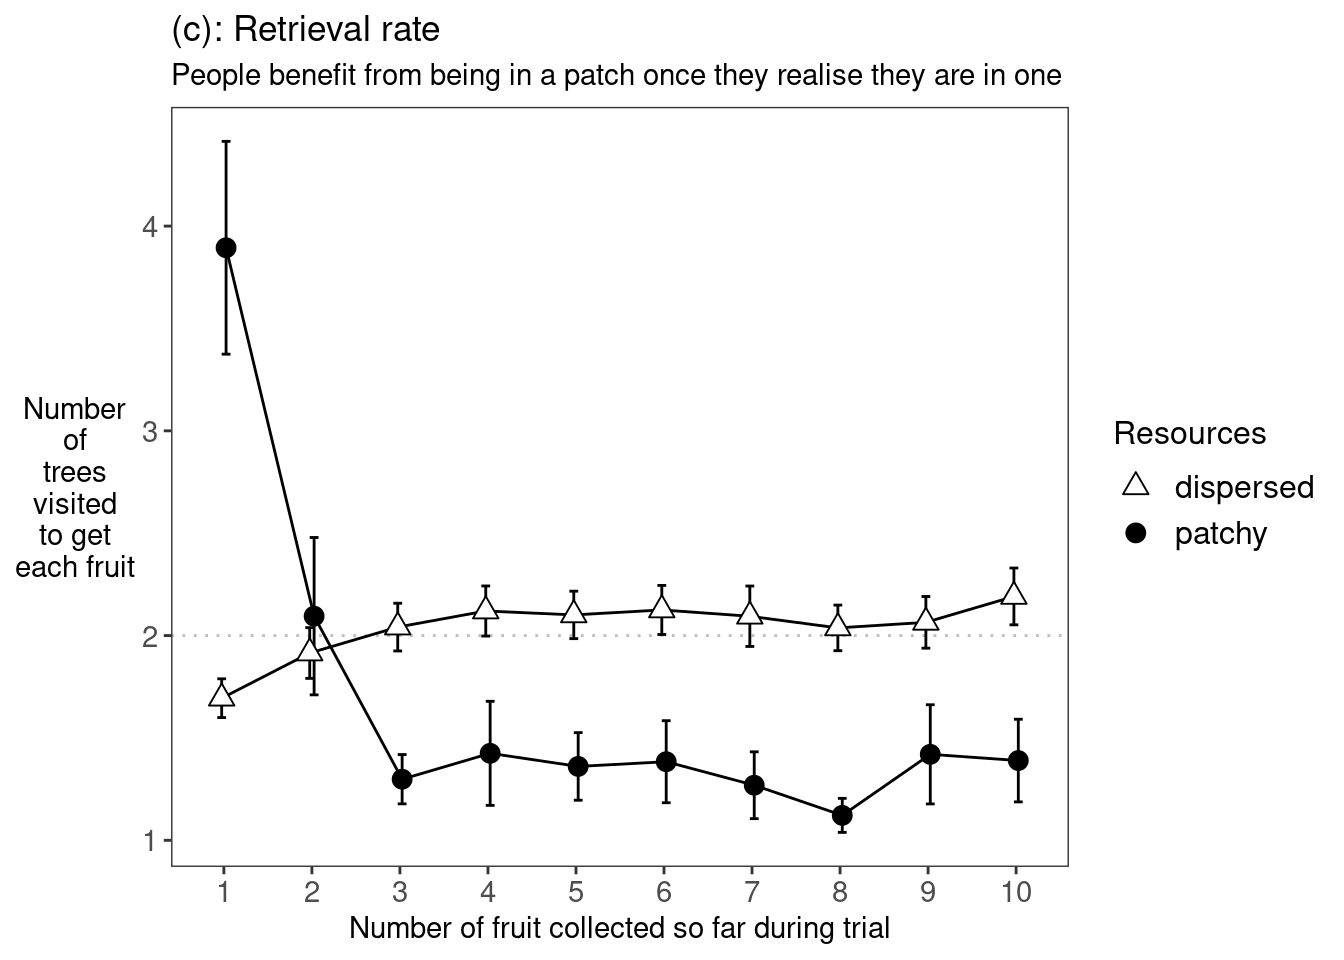 (c): Retrieval rate
People benefit from being in a patch once they realise they are in one
Number
of
trees
visited
to get
each fruit
4
3
2
1
1 2 3 4 5 6 7 8 9 10
Number of fruit collected so far during trial
Resources
dispersed
patchy